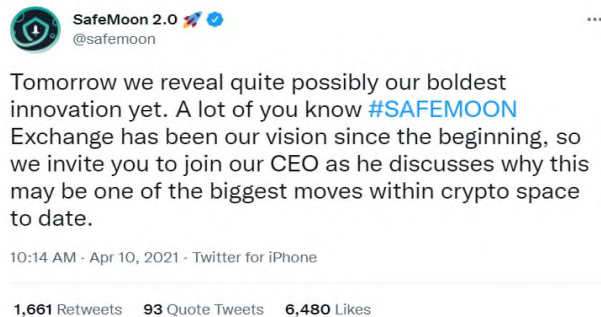 SafeMoon 2.0 🚀
@safemoon
Tomorrow we reveal quite possibly our boldest
innovation yet. A lot of you know #SAFEMOON
Exchange has been our vision since the beginning, so
we invite you to join our CEO as he discusses why this
may be one of the biggest moves within crypto space
to date.
10:14 AM - Apr 10, 2021 - Twitter for iPhone
1,661 Retweets 93 Quote Tweets 6,480 Likes